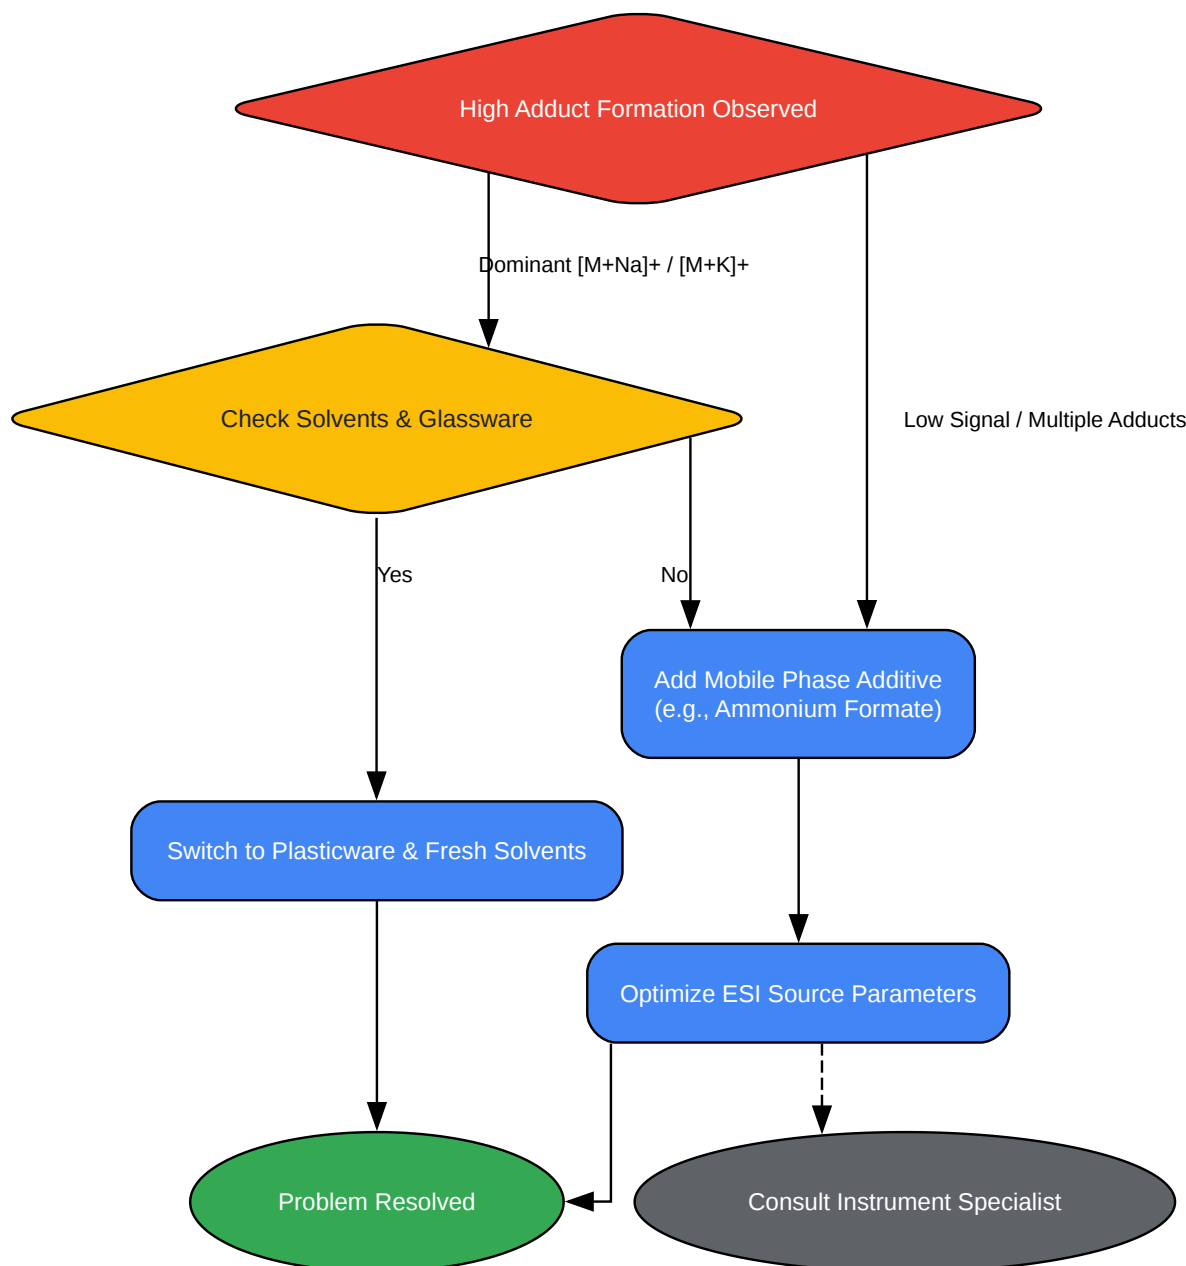 High Adduct Formation Observed
Dominant [M+Na]+ / [M+K]+
Check Solvents & Glassware
Low Signal / Multiple Adducts
Yes
No
Add Mobile Phase Additive
(e.g., Ammonium Formate)
Switch to Plasticware & Fresh Solvents
Optimize ESI Source Parameters
Problem Resolved
Consult Instrument Specialist